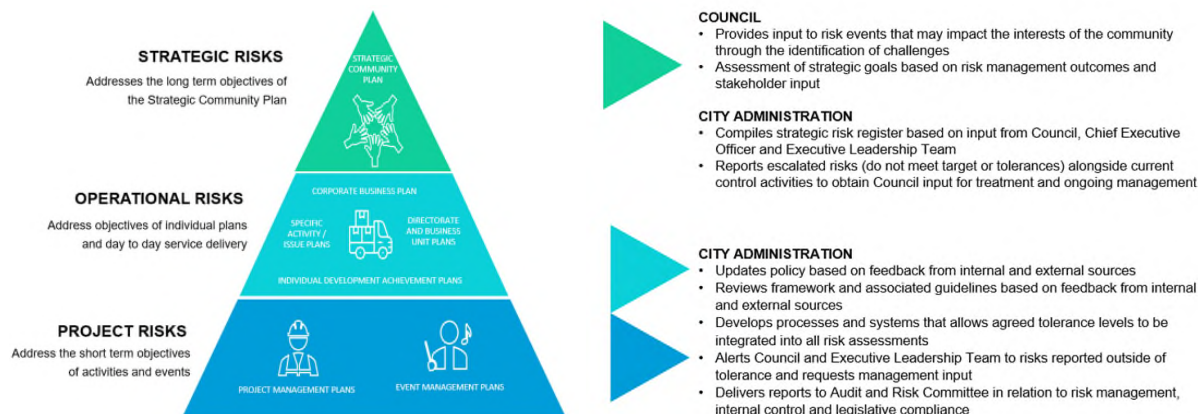 STRATEGIC RISKS
Addresses the long term objectives of
the Strategic Community Plan
STRATEGIC
COMMUNITY
PLAN
OPERATIONAL RISKS
Address objectives of individual plans
and day to day service delivery
CORPORATE BUSINESS PLAN
SPECIFIC
ACTIVITY /
ISSUE PLANS
DIRECTORATE
AND BUSINESS
UNIT PLANS
INDIVIDUAL DEVELOPMENT ACHIEVEMENT PLANS
PROJECT RISKS
Address the short term objectives
of activities and events
PROJECT MANAGEMENT PLANS
EVENT MANAGEMENT PLANS
COUNCIL
• Provides input to risk events that may impact the interests of the community
through the identification of challenges
• Assessment of strategic goals based on risk management outcomes and
stakeholder input
CITY ADMINISTRATION
• Compiles strategic risk register based on input from Council, Chief Executive
Officer and Executive Leadership Team
• Reports escalated risks (do not meet target or tolerances) alongside current
control activities to obtain Council input for treatment and ongoing management
CITY ADMINISTRATION
• Updates policy based on feedback from internal and external sources
• Reviews framework and associated guidelines based on feedback from internal
and external sources
• Develops processes and systems that allows agreed tolerance levels to be
integrated into all risk assessments
• Alerts Council and Executive Leadership Team to risks reported outside of
tolerance and requests management input
• Delivers reports to Audit and Risk Committee in relation to risk management,
internal control and legislative compliance